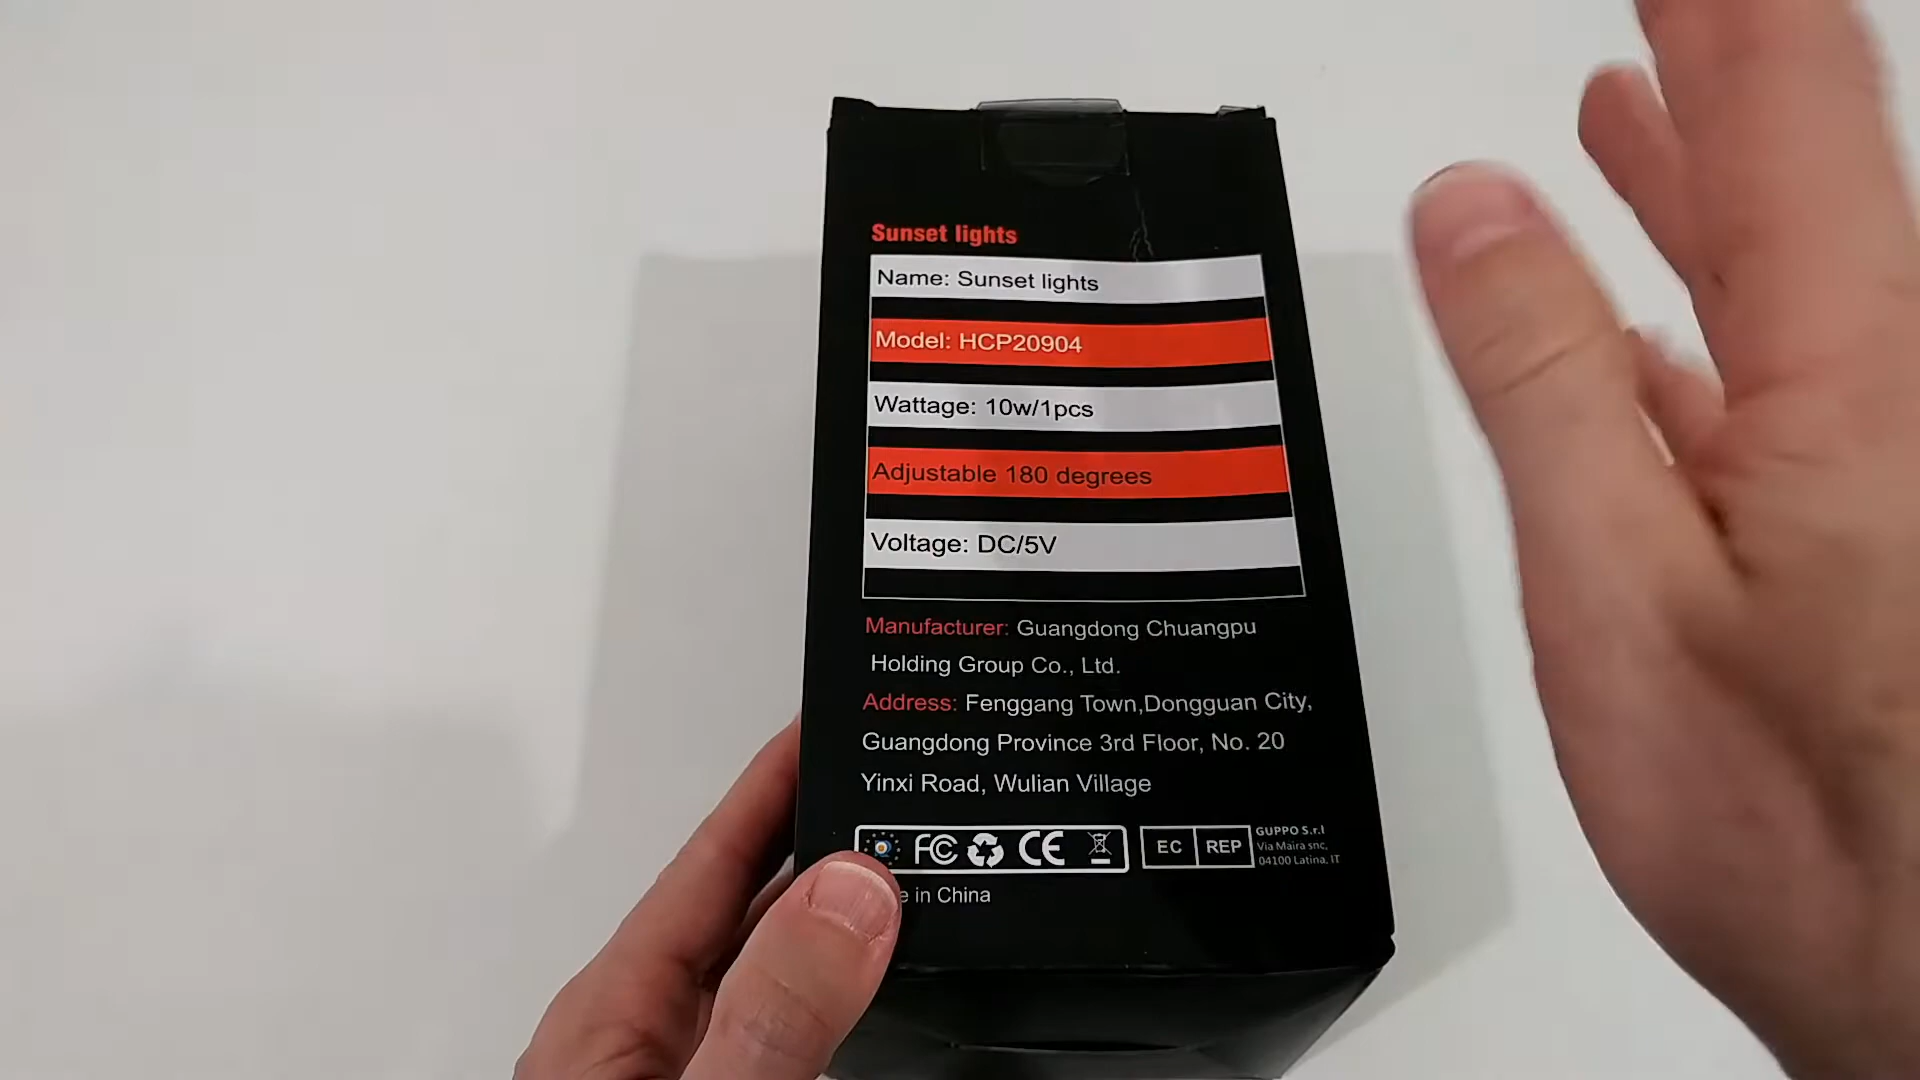 Sunset lights
Name: Sunset lights
Model: HCP20904
Wattage: 10w/1pcs
Adjustable 180 degrees
Voltage: DC/5V
Manufacturer: Guangdong Chuangpu
Holding Group Co., Ltd.
Address: Fenggang Town,Dongguan City,
Guangdong Province 3rd Floor, No. 20
Yinxi Road, Wulian Village
FC CE EC REP
GUPPO S.r.l
Via Maira snc,
04100 Latina, IT
in China